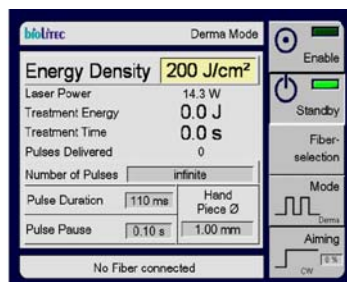 biolitec Derma Mode
Energy Density 200 J/cm²
Laser Power 14.3 W
Treatment Energy 0.0 J
Treatment Time 0.0 s
Pulses Delivered 0
Number of Pulses infinite
Pulse Duration 110 ms
Hand
Piece Ø
Pulse Pause 0.10 s 1.00 mm
No Fiber connected
Enable
Standby
Fiber-
selection
Mode
Derma
Aiming
0 %
CW